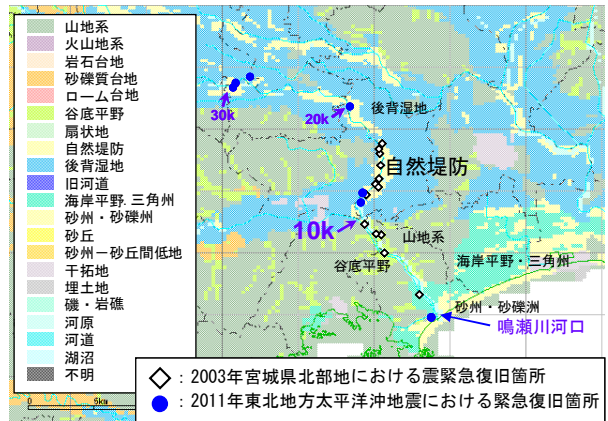 山地系
火山地系
岩石台地
砂礫質台地
ローム台地
谷底平野
扇状地
自然堤防
後背湿地
旧河道
海岸平野.三角州
砂州・砂礫州
砂丘
砂州－砂丘間低地
干拓地
埋土地
磯・岩礁
河原
河道
湖沼
不明
0 5km
30k
20k
後背湿地
自然堤防
10k
山地系
谷底平野
海岸平野・三角州
砂州・砂礫洲
鳴瀬川河口
◇：2003年宮城県北部地における震緊急復旧箇所
●：2011年東北地方太平洋沖地震における緊急復旧箇所